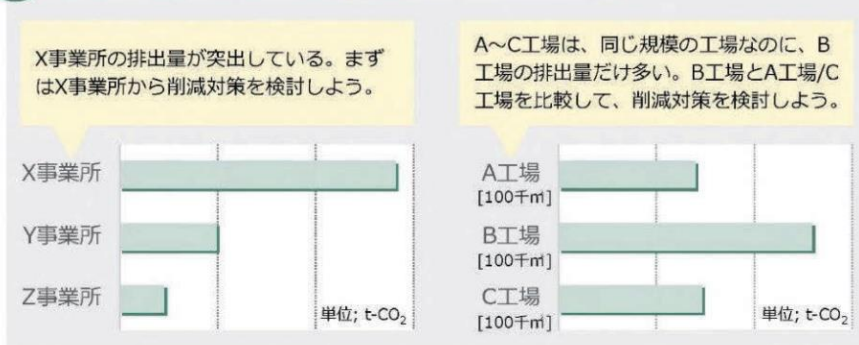 X事業所の排出量が突出している。まず
はX事業所から削減対策を検討しよう。
X事業所
Y事業所
Z事業所
単位; t-CO₂
A～C工場は、同じ規模の工場なのに、B
工場の排出量だけ多い。B工場とA工場/C
工場を比較して、削減対策を検討しよう。
A工場
[100千㎡]
B工場
[100千㎡]
C工場
[100千㎡]
単位; t-CO₂